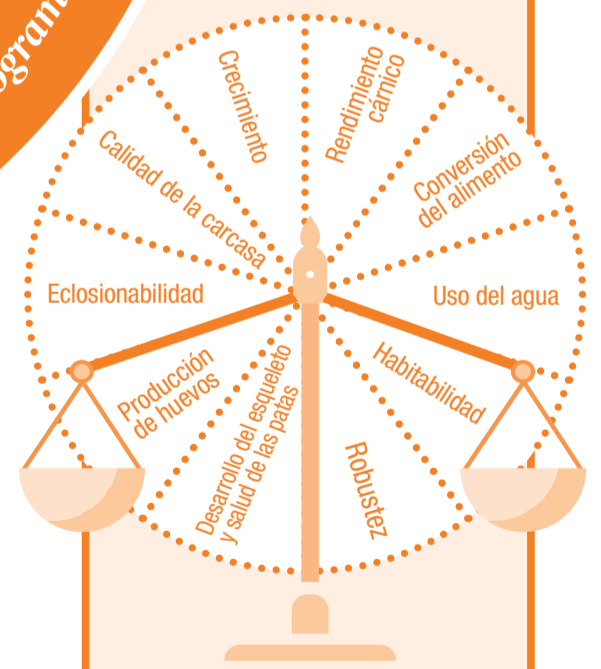 Crecimiento
Rendimiento
cárnico
Conversión
del alimento
Calidad de la carcasa
Eclosionabilidad
Uso del agua
Producción
de huevos
Desarrollo del esqueleto
y salud de las patas
Habitabilidad
Robustez